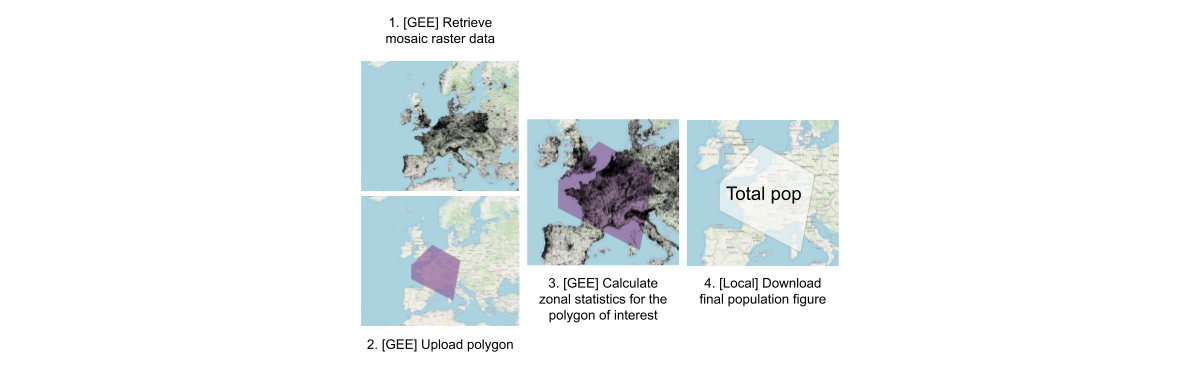 1. [GEE] Retrieve
mosaic raster data
2. [GEE] Upload polygon
3. [GEE] Calculate
zonal statistics for the
polygon of interest
Total pop
4. [Local] Download
final population figure